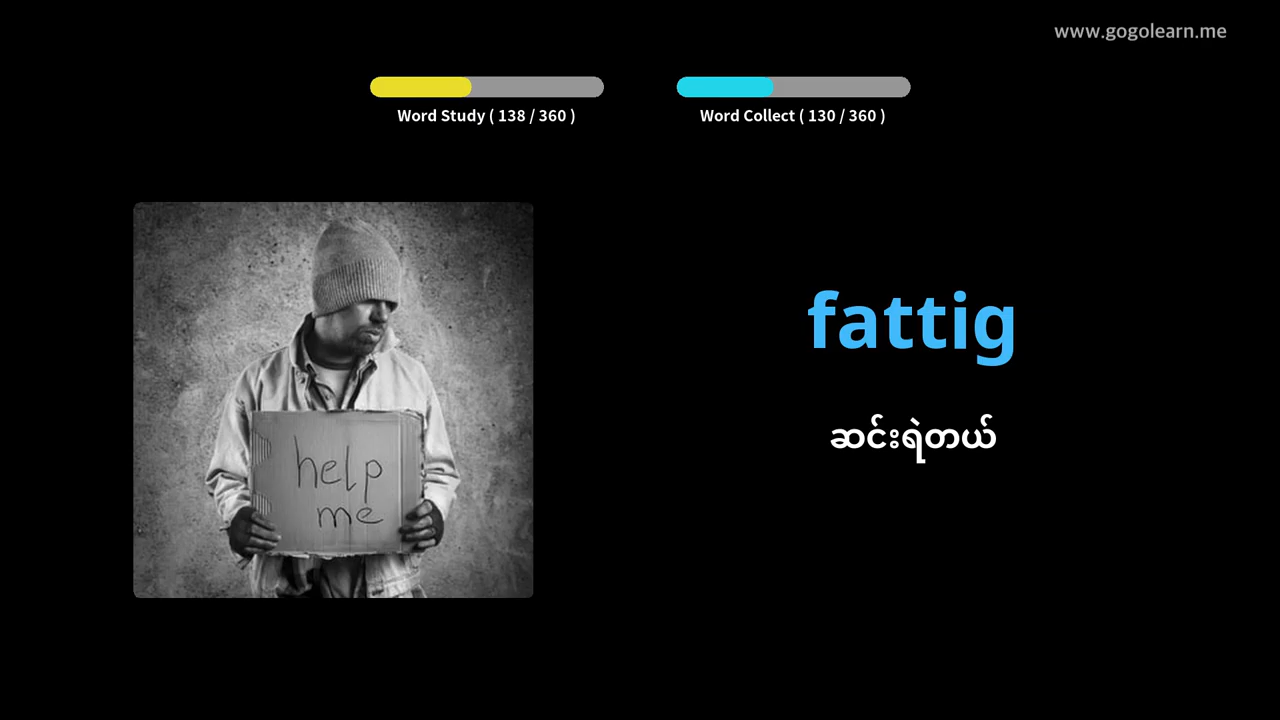 www.gogolearn.me
Word Study ( 138 / 360 )
Word Collect ( 130 / 360 )
help
me
fattig
ဆင်းရဲတယ်